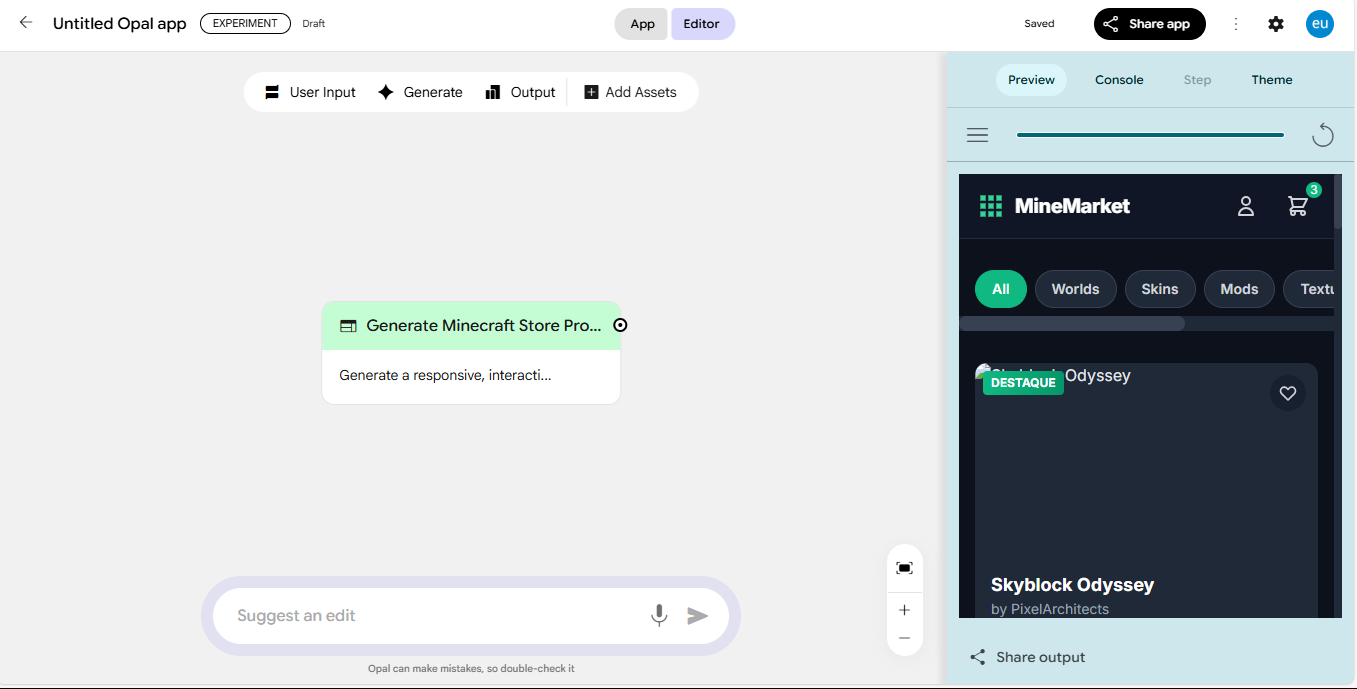 Untitled Opal app
EXPERIMENT
Draft
App
Editor
Saved
Share app
eu
User Input
Generate
Output
Add Assets
Preview
Console
Step
Theme
MineMarket
3
All
Worlds
Skins
Mods
Generate Minecraft Store Pro...
Generate a responsive, interacti...
Odyssey
DESTAQUE
Skyblock Odyssey
by PixelArchitects
Suggest an edit
Opal can make mistakes, so double-check it
Share output